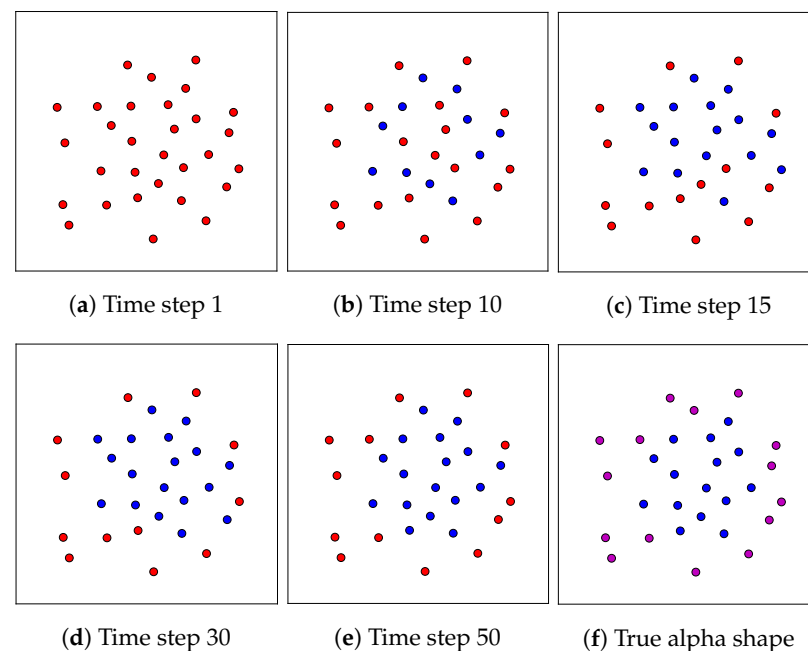 (a) Time step 1
(b) Time step 10
(c) Time step 15
(d) Time step 30
(e) Time step 50
(f) True alpha shape